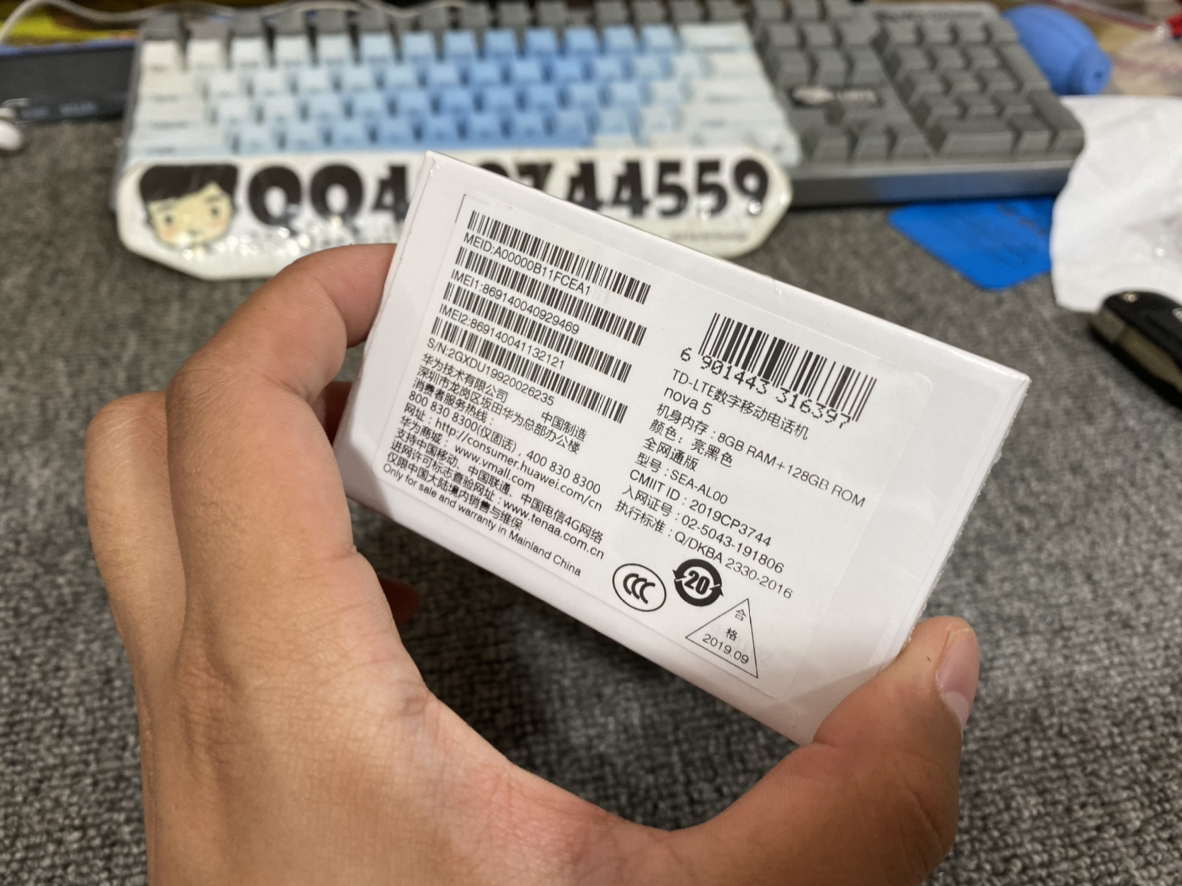 44559
MEID:A00000B11FCEA1
IMEI1:869140040929469
IMEI2:869140041132121
S/N:2GXDU19920026235
华为技术有限公司 中国制造
深圳市龙岗区坂田华为总部办公楼
消费者服务热线：
800 830 8300(仅固话)，400 830 8300
网址：http://consumer.huawei.com/cn
华为商城：www.vmall.com
支持中国移动、中国联通、中国电信4G网络
进网许可标志查验网址：www.tenaa.com.cn
仅限中国大陆境内销售与维保
Only for sale and warranty in Mainland China
6 901443 316397
TD-LTE数字移动电话机
nova 5
机身内存：8GB RAM+128GB ROM
颜色：亮黑色
全网通版
型号：SEA-AL00
CMIIT ID：2019CP3744
入网证号：02-5043-191806
执行标准：Q/DKBA 2330-2016
CCC
20
合
格
2019.09